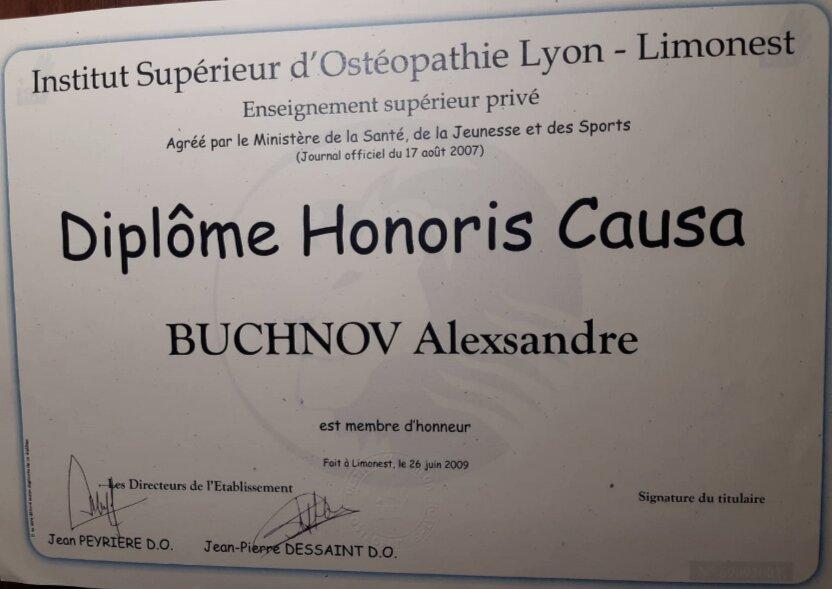 Institut Supérieur d'Ostéopathie Lyon - Limonest
Enseignement supérieur privé
Agréé par le Ministère de la Santé, de la Jeunesse et des Sports
(Journal officiel du 17 août 2007)
Diplôme Honoris Causa
BUCHNOV Alexsandre
est membre d'honneur
Fait à Limonest, le 26 juin 2009
Les Directeurs de l'Etablissement
Signature du titulaire
Jean PEYRIERE D.O.
Jean-Pierre DESSAINT D.O.